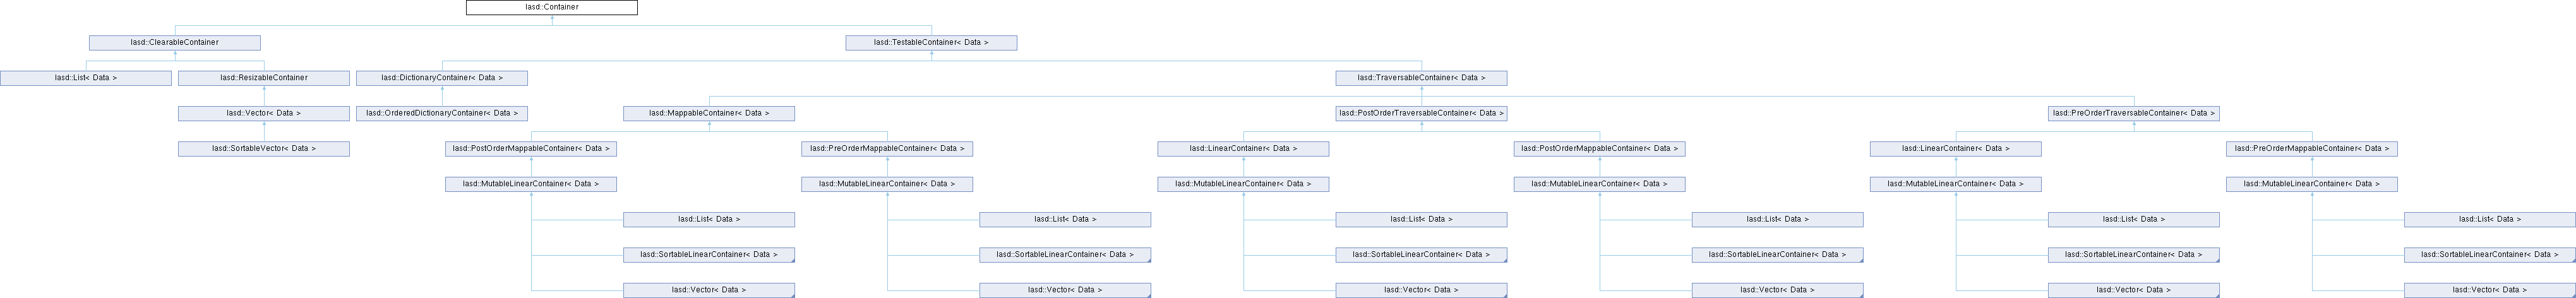 lasd::Container
lasd::ClearableContainer
lasd::TestableContainer< Data >
lasd::List< Data >
lasd::ResizableContainer
lasd::DictionaryContainer< Data >
lasd::TraversableContainer< Data >
lasd::Vector< Data >
lasd::OrderedDictionaryContainer< Data >
lasd::MappableContainer< Data >
lasd::PostOrderTraversableContainer< Data >
lasd::PreOrderTraversableContainer< Data >
lasd::SortableVector< Data >
lasd::PostOrderMappableContainer< Data >
lasd::PreOrderMappableContainer< Data >
lasd::LinearContainer< Data >
lasd::PostOrderMappableContainer< Data >
lasd::LinearContainer< Data >
lasd::PreOrderMappableContainer< Data >
lasd::MutableLinearContainer< Data >
lasd::MutableLinearContainer< Data >
lasd::MutableLinearContainer< Data >
lasd::MutableLinearContainer< Data >
lasd::MutableLinearContainer< Data >
lasd::MutableLinearContainer< Data >
lasd::List< Data >
lasd::List< Data >
lasd::List< Data >
lasd::List< Data >
lasd::List< Data >
lasd::List< Data >
lasd::SortableLinearContainer< Data >
lasd::SortableLinearContainer< Data >
lasd::SortableLinearContainer< Data >
lasd::SortableLinearContainer< Data >
lasd::SortableLinearContainer< Data >
lasd::SortableLinearContainer< Data >
lasd::Vector< Data >
lasd::Vector< Data >
lasd::Vector< Data >
lasd::Vector< Data >
lasd::Vector< Data >
lasd::Vector< Data >